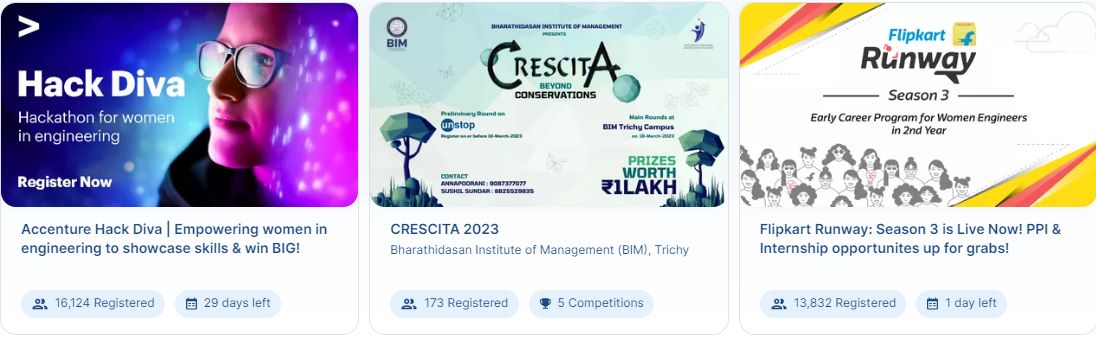 >
Hack Diva
Hackathon for women
in engineering
Register Now
Accenture Hack Diva | Empowering women in
engineering to showcase skills & win BIG!
16,124 Registered
29 days left
BIM
BHARATHIDASAN INSTITUTE OF MANAGEMENT
PRESENTS
CRESCITA
BEYOND
CONSERVATIONS
Preliminary Round on
unstop
Register on or before 10-March-2023
Main Rounds at
BIM Trichy Campus
on 18-March-2023
CONTACT
ANNAPOORANI : 9087377077
SUSHIL SUNDAR : 8825529835
PRIZES
WORTH
₹1LAKH
CRESCITA 2023
Bharathidasan Institute of Management (BIM), Trichy
173 Registered
5 Competitions
Flipkart
Runway
Season 3
Early Career Program for Women Engineers
in 2nd Year
Flipkart Runway: Season 3 is Live Now! PPI &
Internship opportunites up for grabs!
13,832 Registered
1 day left